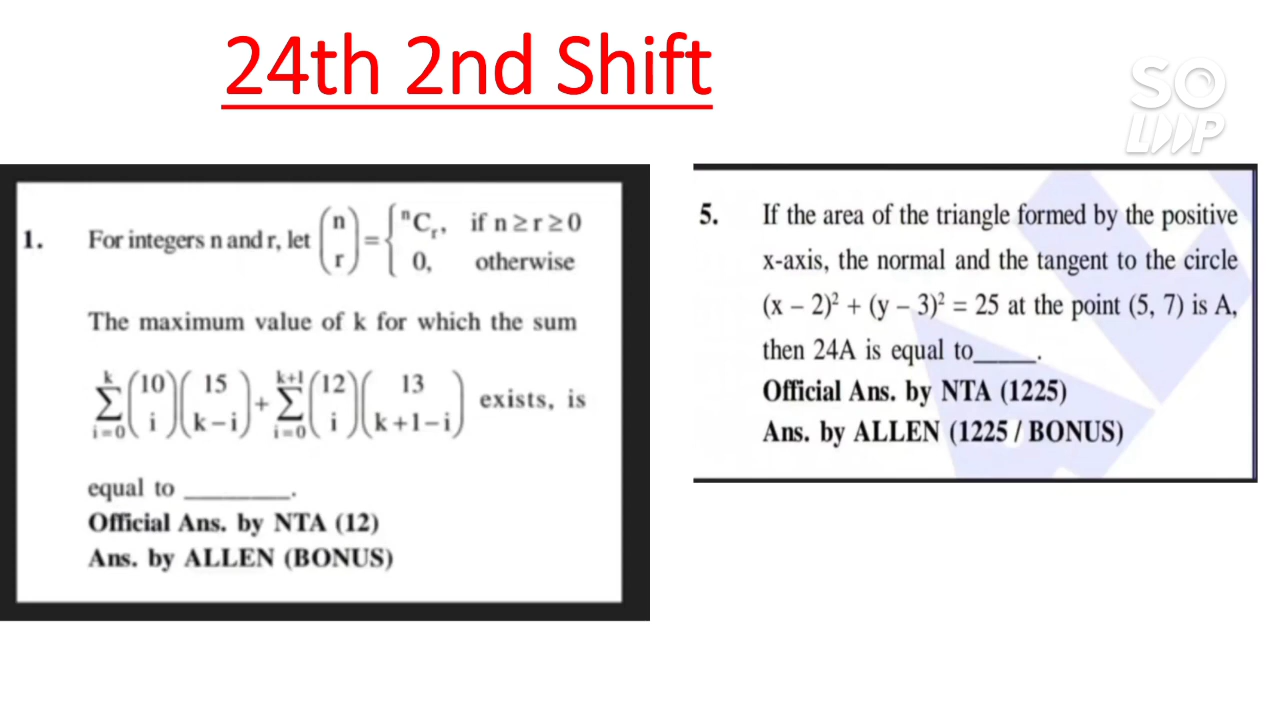 24th 2nd Shift
SO
LOOP
1. For integers n and r, let (n r) = { ⁿCᵣ, if n ≥ r ≥ 0
0, otherwise
The maximum value of k for which the sum
k∑i=0 (10 i)(15 k−i) + k+1∑i=0 (12 i)(13 k+1−i) exists, is
equal to ________.
Official Ans. by NTA (12)
Ans. by ALLEN (BONUS)
5. If the area of the triangle formed by the positive
x-axis, the normal and the tangent to the circle
(x – 2)² + (y – 3)² = 25 at the point (5, 7) is A,
then 24A is equal to_____.
Official Ans. by NTA (1225)
Ans. by ALLEN (1225 / BONUS)